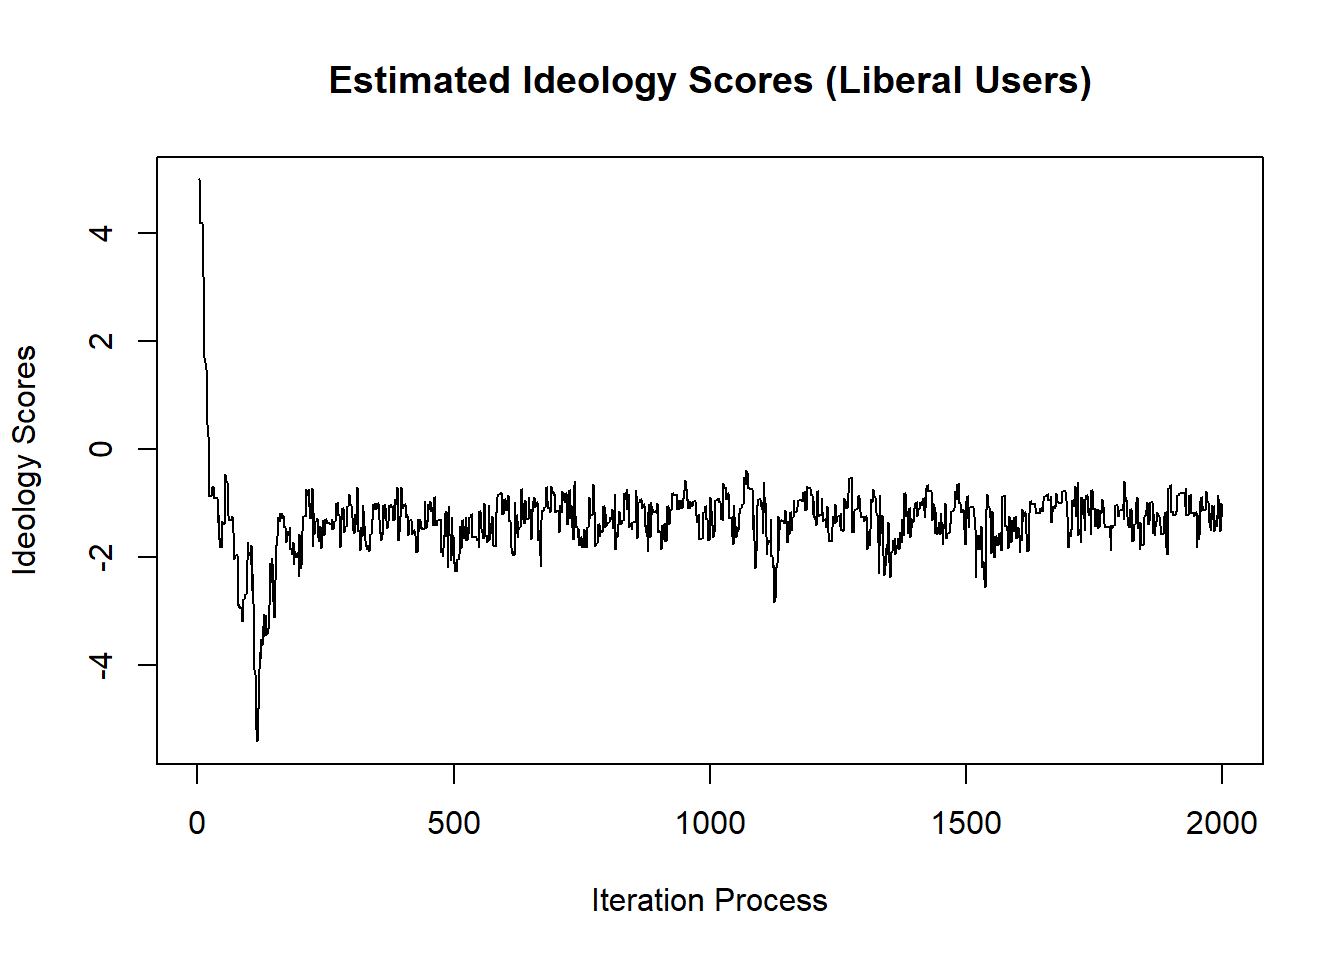 Estimated Ideology Scores (Liberal Users)
Ideology Scores
4
2
0
-2
-4
0 500 1000 1500 2000
Iteration Process